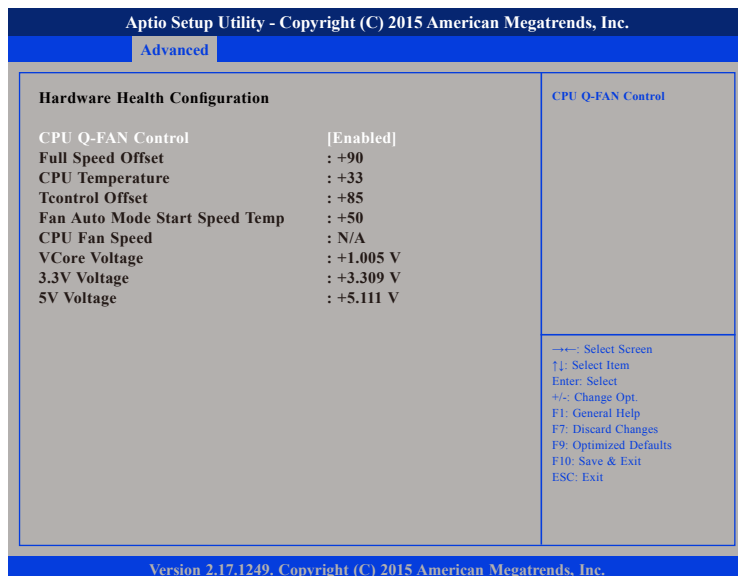 Aptio Setup Utility - Copyright (C) 2015 American Megatrends, Inc.
Advanced
Hardware Health Configuration
CPU Q-FAN Control [Enabled]
Full Speed Offset : +90
CPU Temperature : +33
Tcontrol Offset : +85
Fan Auto Mode Start Speed Temp : +50
CPU Fan Speed : N/A
VCore Voltage : +1.005 V
3.3V Voltage : +3.309 V
5V Voltage : +5.111 V
CPU Q-FAN Control
→←: Select Screen
↑↓: Select Item
Enter: Select
+/-: Change Opt.
F1: General Help
F7: Discard Changes
F9: Optimized Defaults
F10: Save & Exit
ESC: Exit
Version 2.17.1249. Copyright (C) 2015 American Megatrends, Inc.